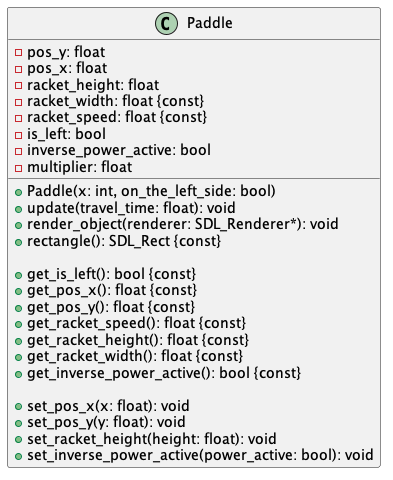 C Paddle
pos_y: float
pos_x: float
racket_height: float
racket_width: float {const}
racket_speed: float {const}
is_left: bool
inverse_power_active: bool
multiplier: float
Paddle(x: int, on_the_left_side: bool)
update(travel_time: float): void
render_object(renderer: SDL_Renderer*): void
rectangle(): SDL_Rect {const}
get_is_left(): bool {const}
get_pos_x(): float {const}
get_pos_y(): float {const}
get_racket_speed(): float {const}
get_racket_height(): float {const}
get_racket_width(): float {const}
get_inverse_power_active(): bool {const}
set_pos_x(x: float): void
set_pos_y(y: float): void
set_racket_height(height: float): void
set_inverse_power_active(power_active: bool): void